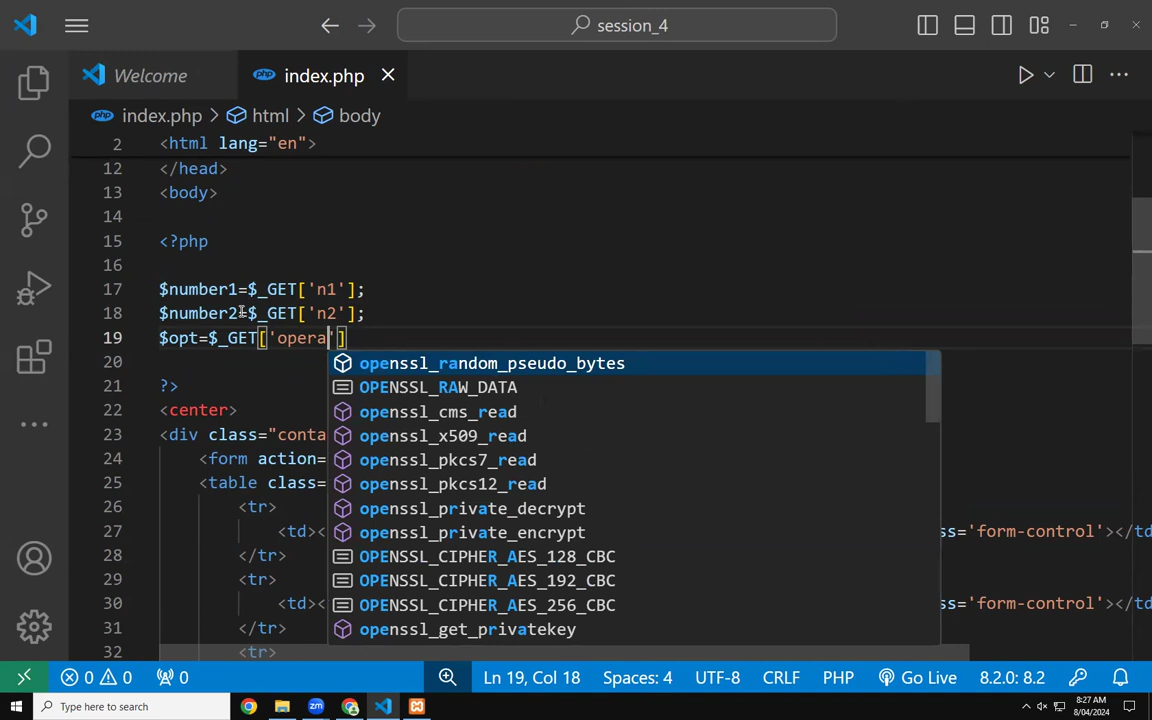 session_4
Welcome
index.php
index.php > html > body
2 <html lang="en">
12 </head>
13 <body>
14
15 <?php
16
17 $number1=$_GET['n1'];
18 $number2=$_GET['n2'];
19 $opt=$_GET['opera']
20
21 ?>
22 <center>
23 <div class="conta
24 <form action=
25 <table class=
26 <tr>
27 <td>< s='form-control'></td
28 </tr>
29 <tr>
30 <td>< s='form-control'></td
31 </tr>
32 <tr>
openssl_random_pseudo_bytes
OPENSSL_RAW_DATA
openssl_cms_read
openssl_x509_read
openssl_pkcs7_read
openssl_pkcs12_read
openssl_private_decrypt
openssl_private_encrypt
OPENSSL_CIPHER_AES_128_CBC
OPENSSL_CIPHER_AES_192_CBC
OPENSSL_CIPHER_AES_256_CBC
openssl_get_privatekey
0 0 0 Ln 19, Col 18 Spaces: 4 UTF-8 CRLF PHP Go Live 8.2.0: 8.2
Type here to search
8:27 AM
8/04/2024